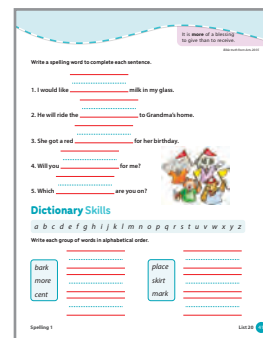 It is more of a blessing
to give than to receive.
Write a spelling word to complete each sentence.
1. I would like milk in my glass.
2. He will ride the to Grandma's home.
3. She got a red for her birthday.
4. Will you for me?
5. Which are you on?
Dictionary Skills
a b c d e f g h i j k l m n o p q r s t u v w x y z
Write each group of words in alphabetical order.
bark
more
cent
place
skirt
mark
Spelling 1
List 20